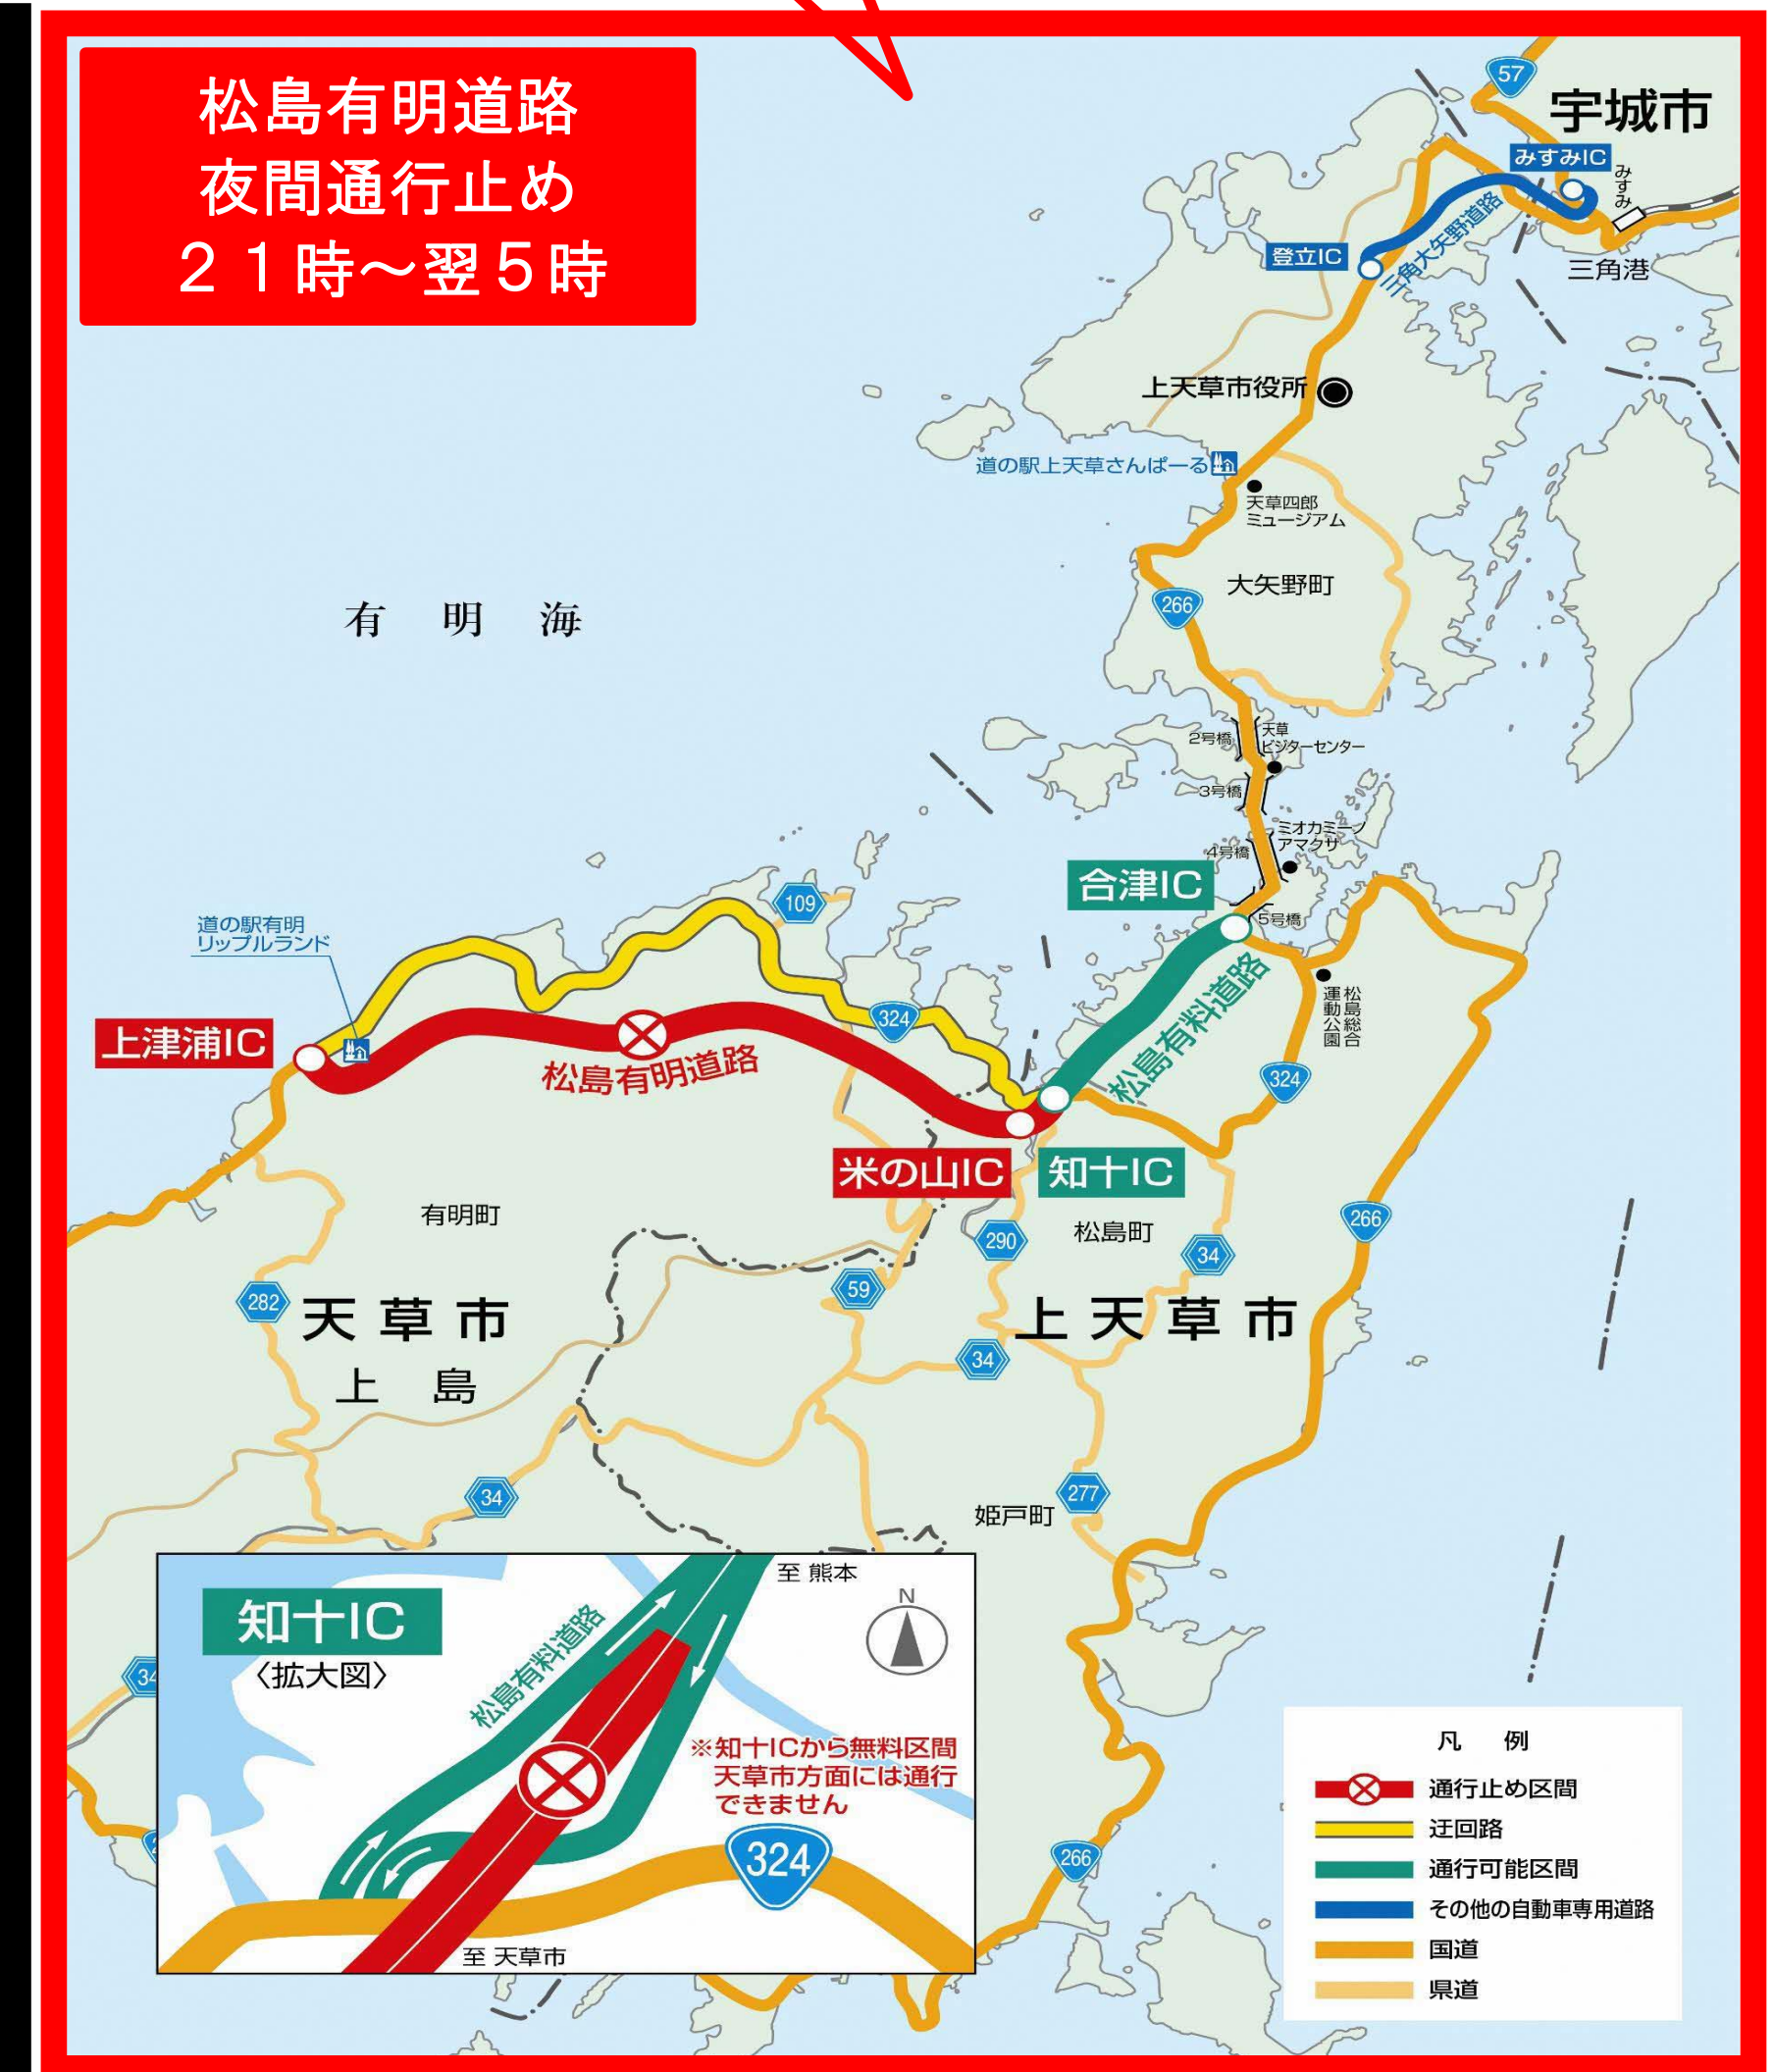 松島有明道路
夜間通行止め
２１時～翌５時
57
宇城市
みすみIC
みすみ
登立IC
三角大矢野道路
三角港
上天草市役所
道の駅上天草さんぱーる
天草四郎
ミュージアム
大矢野町
266
有明海
2号橋
天草
ビジターセンター
3号橋
ミオカミーノ
アマクサ
4号橋
合津IC
5号橋
109
道の駅有明
リップルランド
松島総合
運動公園
324
上津浦IC
松島有明道路
松島有料道路
324
米の山IC
知十IC
有明町
松島町
290
34
266
282
59
天草市
上天草市
上島
34
34
277
姫戸町
知十IC
〈拡大図〉
至 熊本
N
松島有料道路
※知十ICから無料区間
天草市方面には通行
できません
324
至 天草市
34
266
凡例
通行止め区間
迂回路
通行可能区間
その他の自動車専用道路
国道
県道